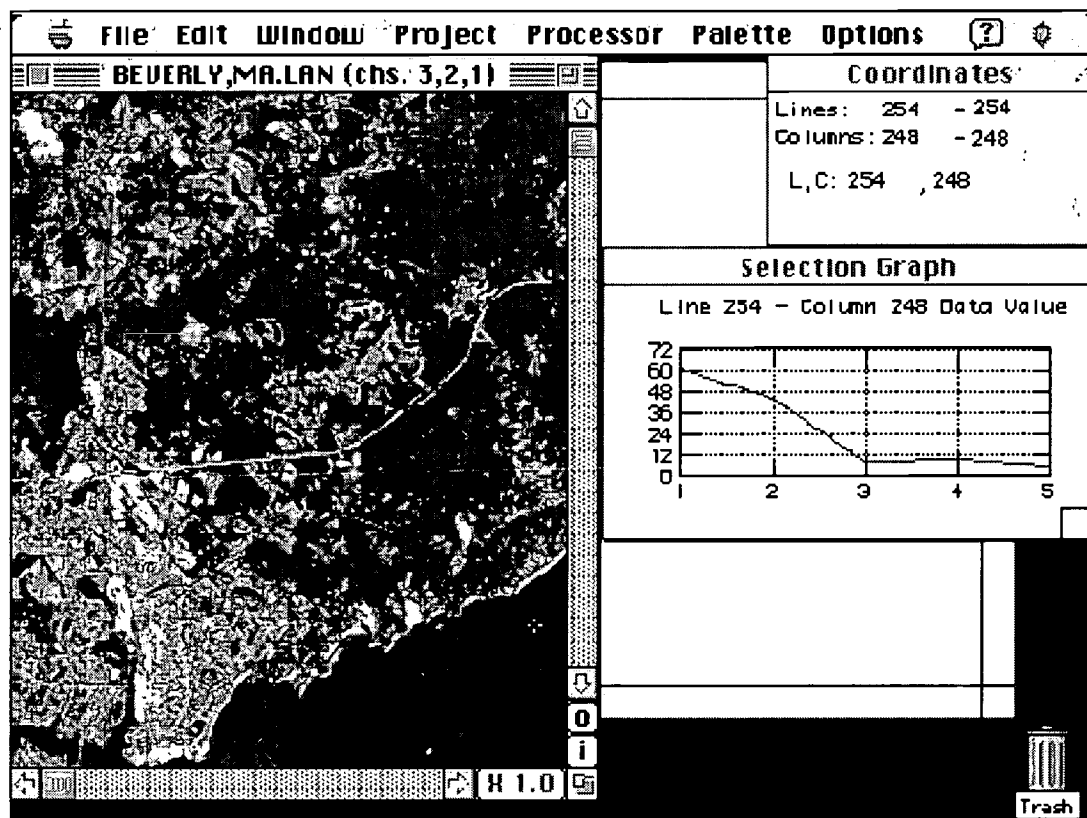 File Edit Window Project Processor Palette Options ?
BEVERLY,MA.LAN (chs. 3,2,1)
Coordinates
Lines: 254 - 254
Columns: 248 - 248
L,C: 254 , 248
Selection Graph
Line 254 - Column 248 Data Value
72
60
48
36
24
12
0
1 2 3 4 5
O
i
X 1.0
Trash